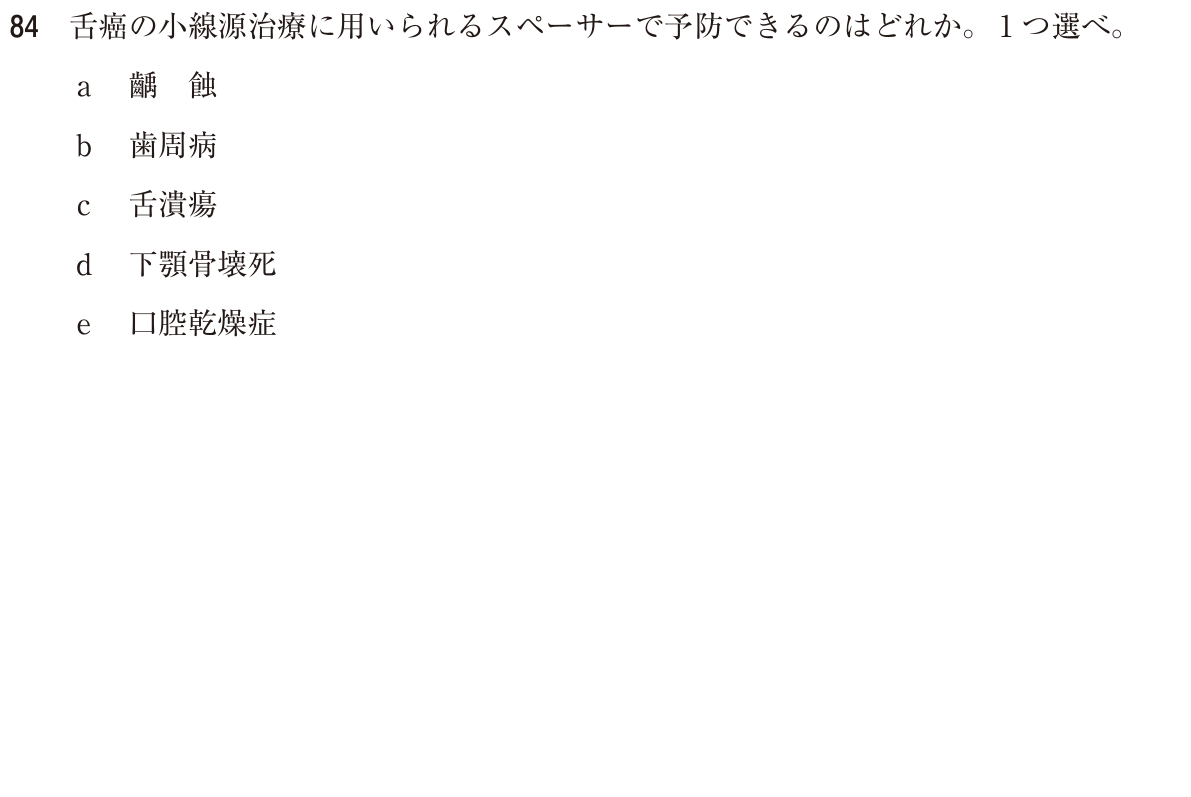 84 舌癌の小線源治療に用いられるスペーサーで予防できるのはどれか。1つ選べ。
a 齲 蝕
b 歯周病
c 舌潰瘍
d 下顎骨壊死
e 口腔乾燥症